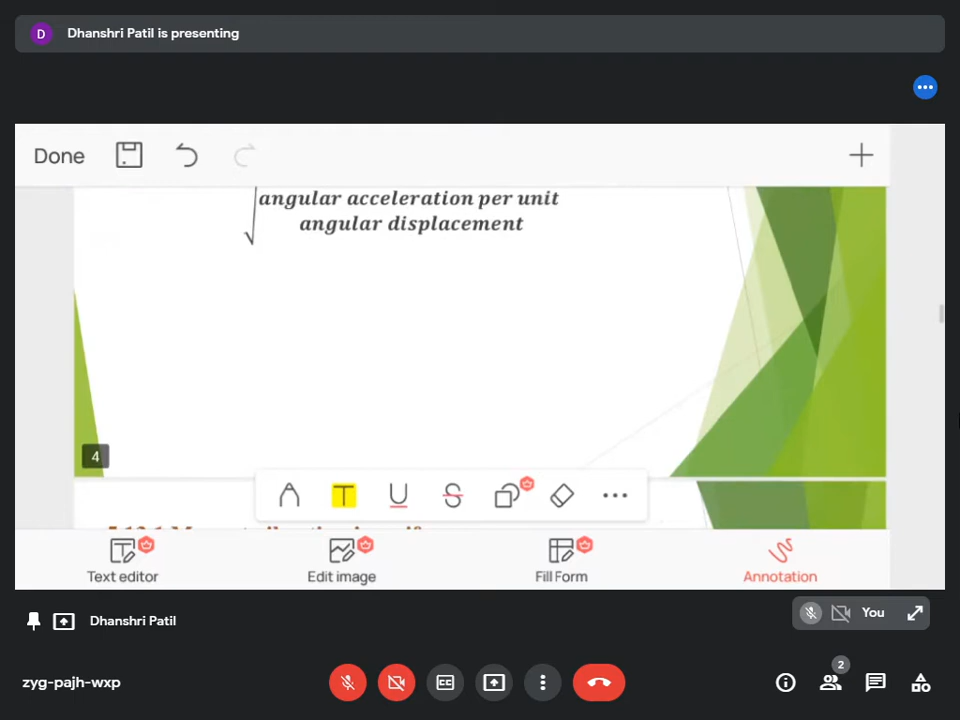 D Dhanshri Patil is presenting
Done
angular acceleration per unit
angular displacement
4
T
U
S
Text editor
Edit image
Fill Form
Annotation
Dhanshri Patil
You
zyg-pajh-wxp
CC
2